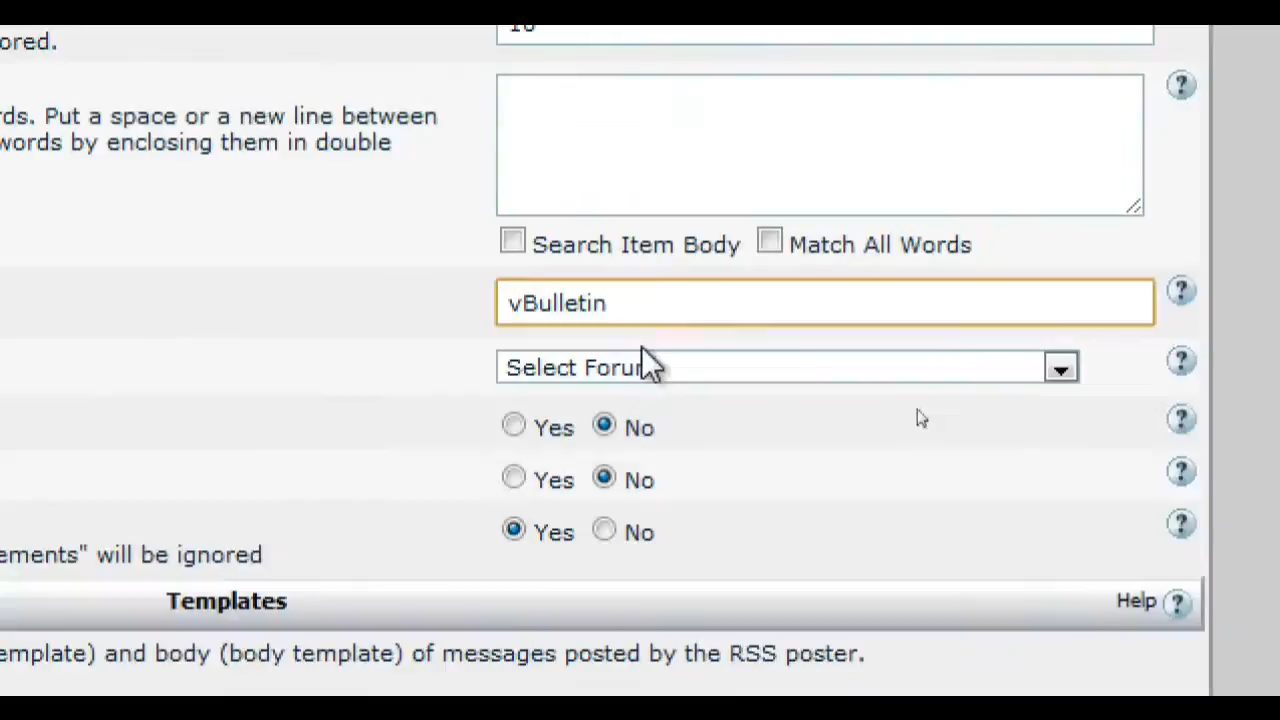 ored.
rds. Put a space or a new line between
words by enclosing them in double
Search Item Body Match All Words
vBulletin
Select
Yes No
Yes No
Yes No
ements" will be ignored
Templates Help
emplate) and body (body template) of messages posted by the RSS poster.